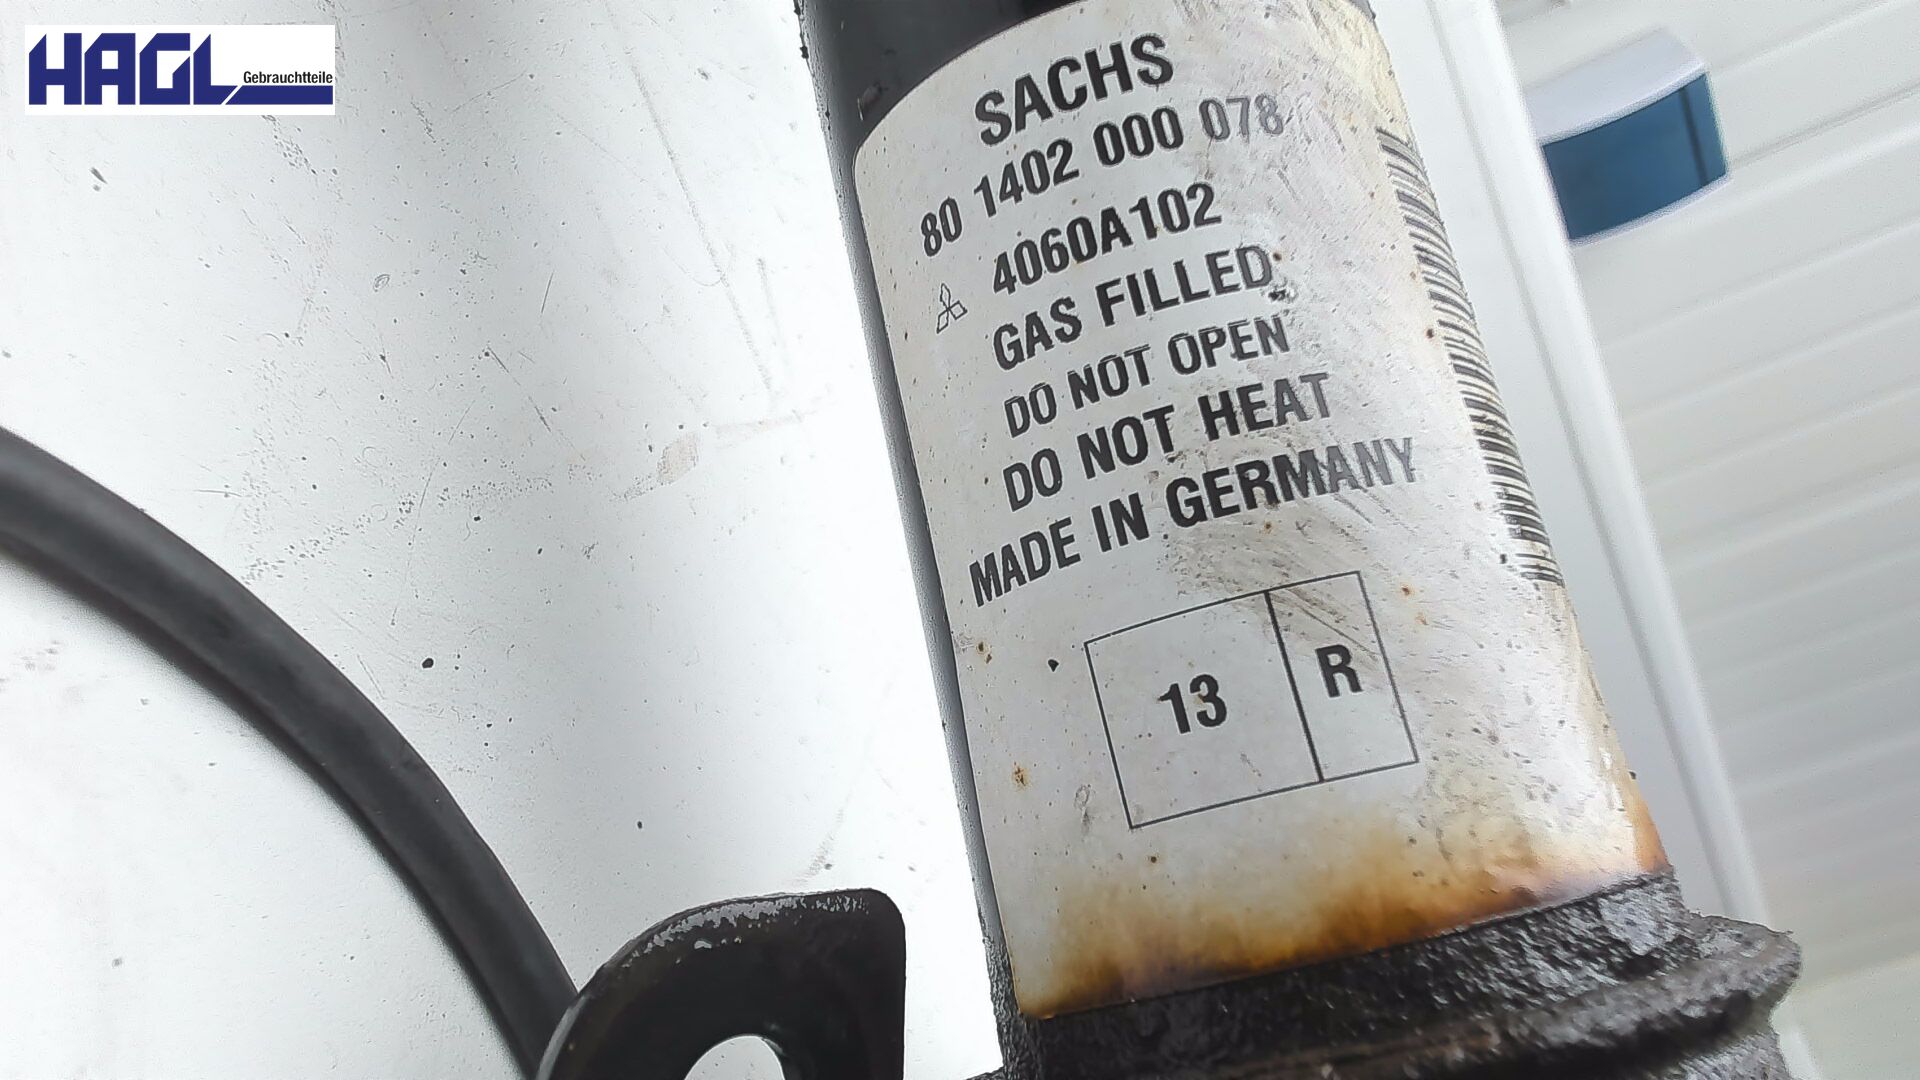 HAGL
Gebrauchtteile
SACHS
80 1402 000 078
4060A102
GAS FILLED
DO NOT OPEN
DO NOT HEAT
MADE IN GERMANY
13 R